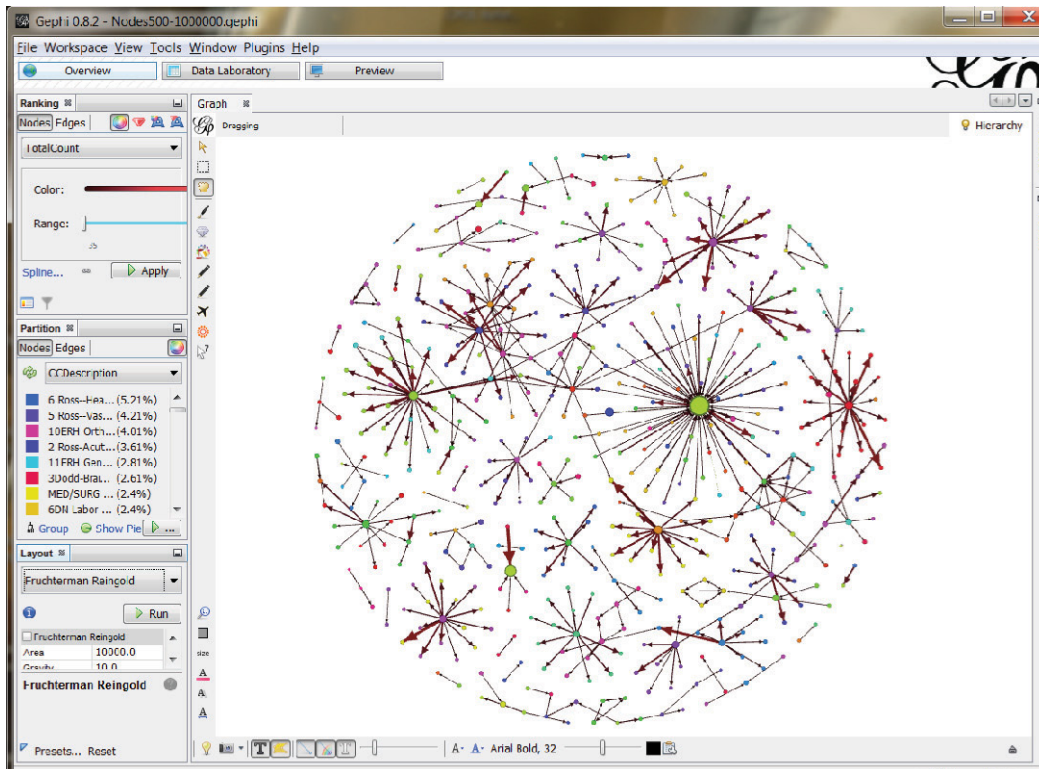 Gephi 0.8.2 - Nodes500-1000000.gephi
File Workspace View Tools Window Plugins Help
Overview
Data Laboratory
Preview
Ranking
Nodes Edges
TotalCount
Color:
Range:
Spline...
Apply
Partition
Nodes Edges
CCDescription
6 Ross--Hea... (5.21%)
5 Ross--Vas... (4.21%)
10ERH Orth... (4.01%)
2 Ross-Acut... (3.61%)
11ERH Gen... (2.81%)
3Dodd-Brai... (2.61%)
MED/SURG ... (2.4%)
6DN Labor ... (2.4%)
Group Show Pie ...
Layout
Fruchterman Reingold
Run
Fruchterman Reingold
Area 10000.0
Gravity 10.0
Fruchterman Reingold
Presets... Reset
Graph
Dragging
Hierarchy
size
A
A
A
T
T
A- A- Arial Bold, 32